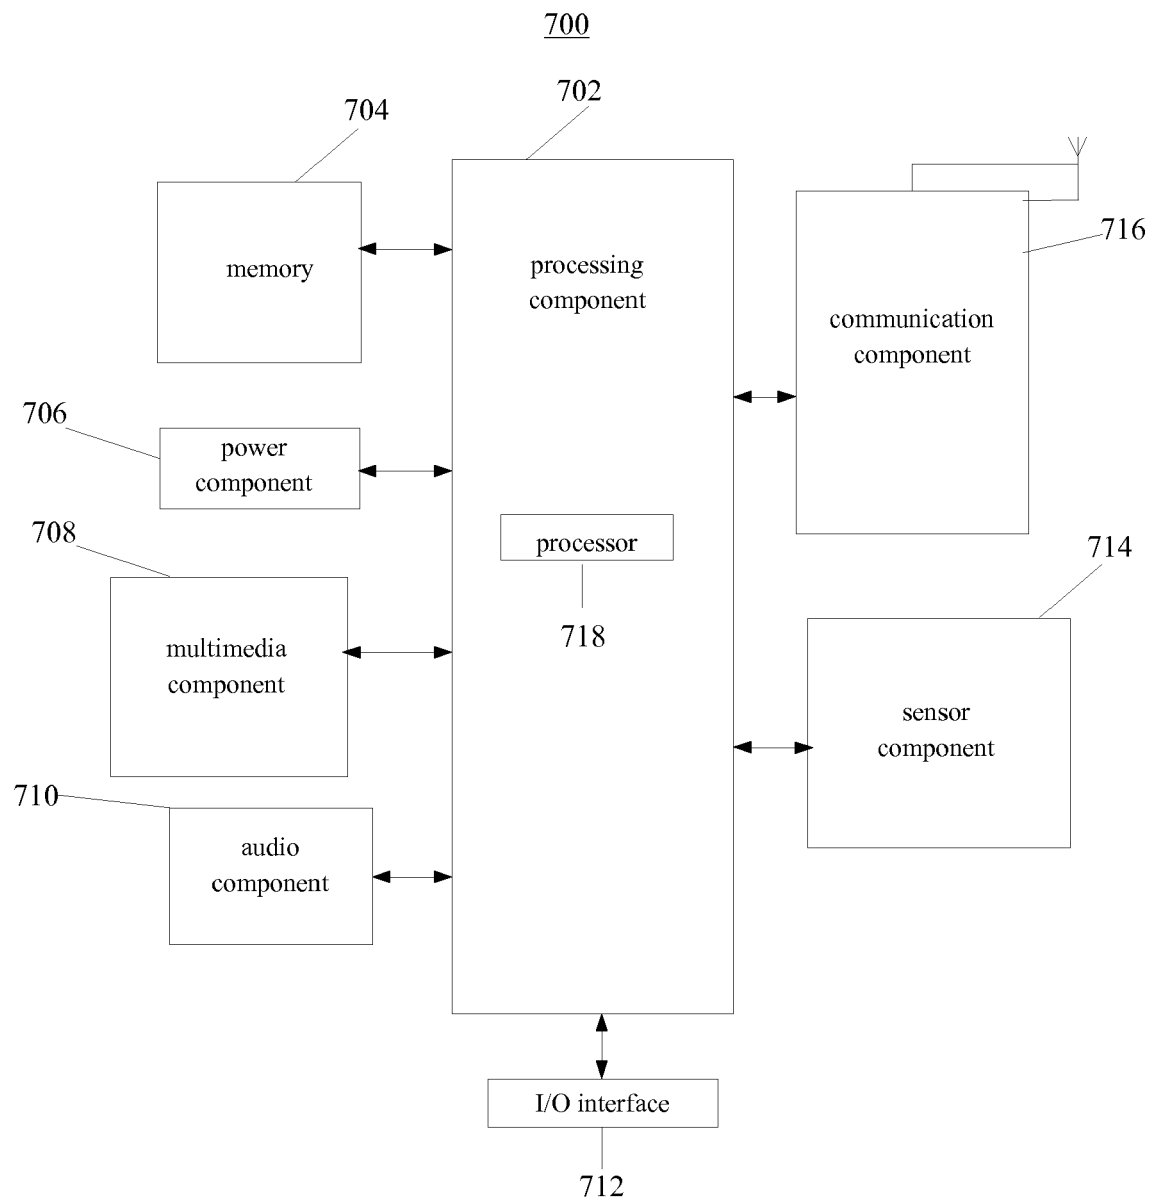 700
702
704
memory
processing
component
716
communication
component
706
power
component
708
multimedia
component
processor
718
714
sensor
component
710
audio
component
I/O interface
712